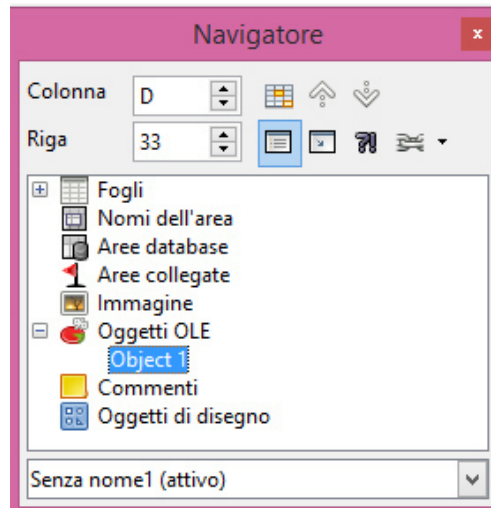 Navigatore
x
Colonna D
Riga 33
Fogli
Nomi dell'area
Aree database
Aree collegate
Immagine
Oggetti OLE
Object 1
Commenti
Oggetti di disegno
Senza nome1 (attivo)